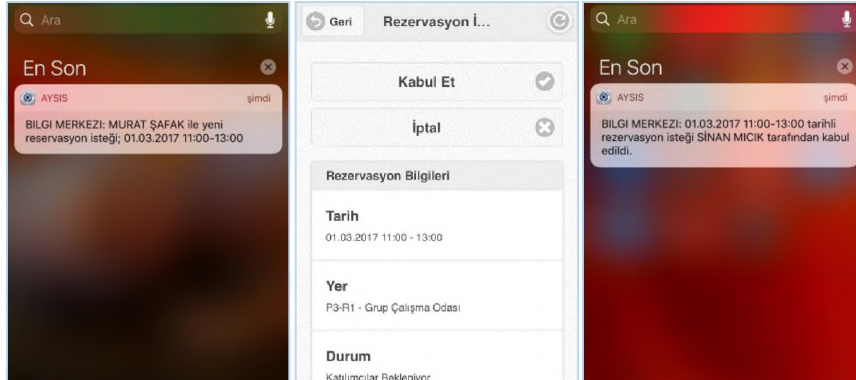 Ara
En Son
AYSIS
şimdi
BILGI MERKEZI: MURAT ŞAFAK ile yeni
reservasyon isteği; 01.03.2017 11:00-13:00
Geri
Rezervasyon İ...
Kabul Et
İptal
Rezervasyon Bilgileri
Tarih
01.03.2017 11:00 - 13:00
Yer
P3-R1 - Grup Çalışma Odası
Durum
Katılımcılar Bekleniyor
Ara
En Son
AYSIS
şimdi
BILGI MERKEZI: 01.03.2017 11:00-13:00 tarihli
rezervasyon isteği SİNAN MICIK tarafından kabul
edildi.